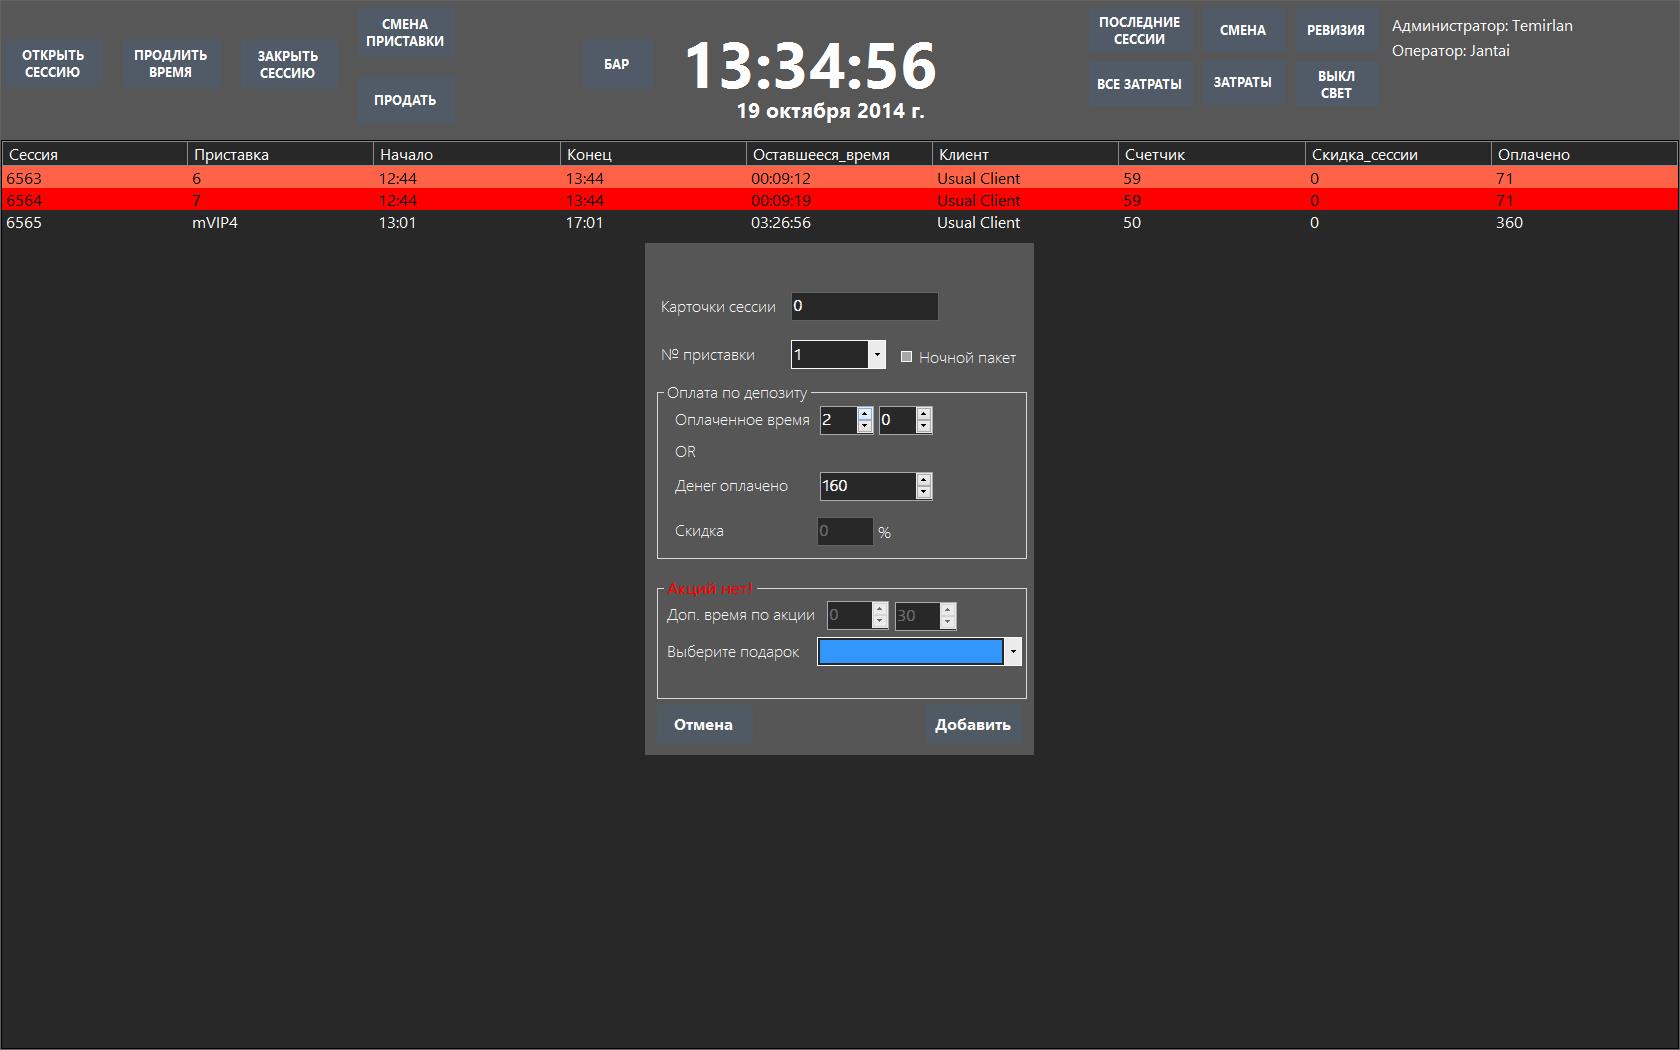 ОТКРЫТЬ
СЕССИЮ
ПРОДЛИТЬ
ВРЕМЯ
ЗАКРЫТЬ
СЕССИЮ
СМЕНА
ПРИСТАВКИ
ПРОДАТЬ
БАР
13:34:56
19 октября 2014 г.
ПОСЛЕДНИЕ
СЕССИИ
СМЕНА
РЕВИЗИЯ
ВСЕ ЗАТРАТЫ
ЗАТРАТЫ
ВЫКЛ
СВЕТ
Администратор: Temirlan
Оператор: Jantai
Сессия Приставка Начало Конец Оставшееся_время Клиент Счетчик Скидка_сессии Оплачено
6563 6 12:44 13:44 00:09:12 Usual Client 59 0 71
6564 7 12:44 13:44 00:09:19 Usual Client 59 0 71
6565 mVIP4 13:01 17:01 03:26:56 Usual Client 50 0 360
Карточки сессии 0
№ приставки 1 Ночной пакет
Оплата по депозиту
Оплаченное время 2 0
OR
Денег оплачено 160
Скидка 0 %
Акций нет!
Доп. время по акции 0 30
Выберите подарок
Отмена Добавить